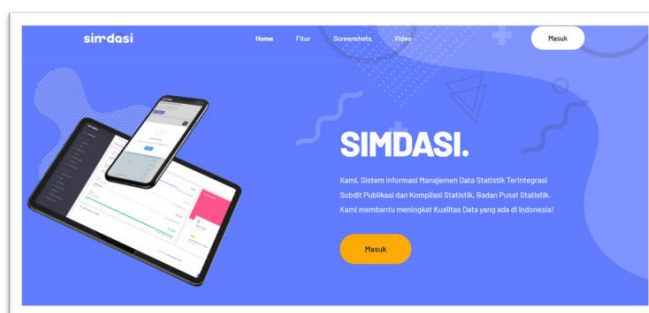 simdasi
Home Fitur Screenshots Video Masuk
SIMDASI.
Kami, Sistem Informasi Manajemen Data Statistik Terintegrasi
Subdit Publikasi dan Kompilasi Statistik, Badan Pusat Statistik.
Kami membantu meningkat Kualitas Data yang ada di Indonesia!
Masuk